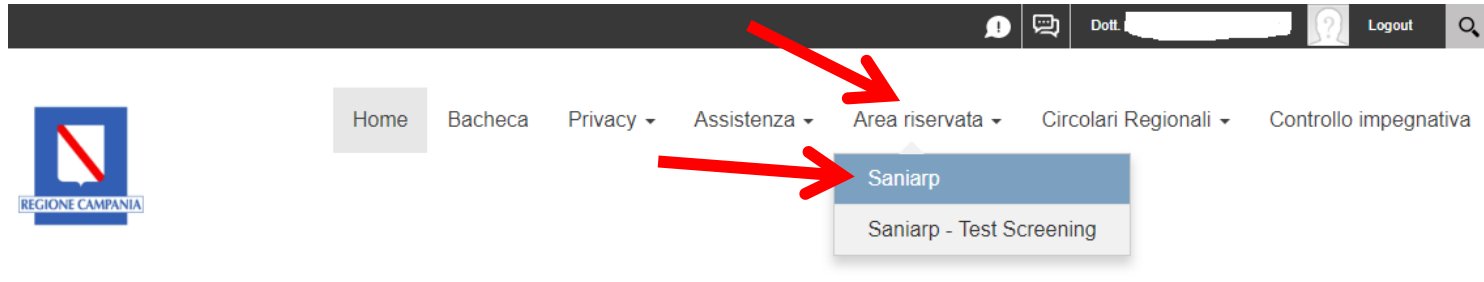 Dott.
Logout
REGIONE CAMPANIA
Home Bacheca Privacy Assistenza Area riservata Circolari Regionali Controllo impegnativa
Saniarp
Saniarp - Test Screening